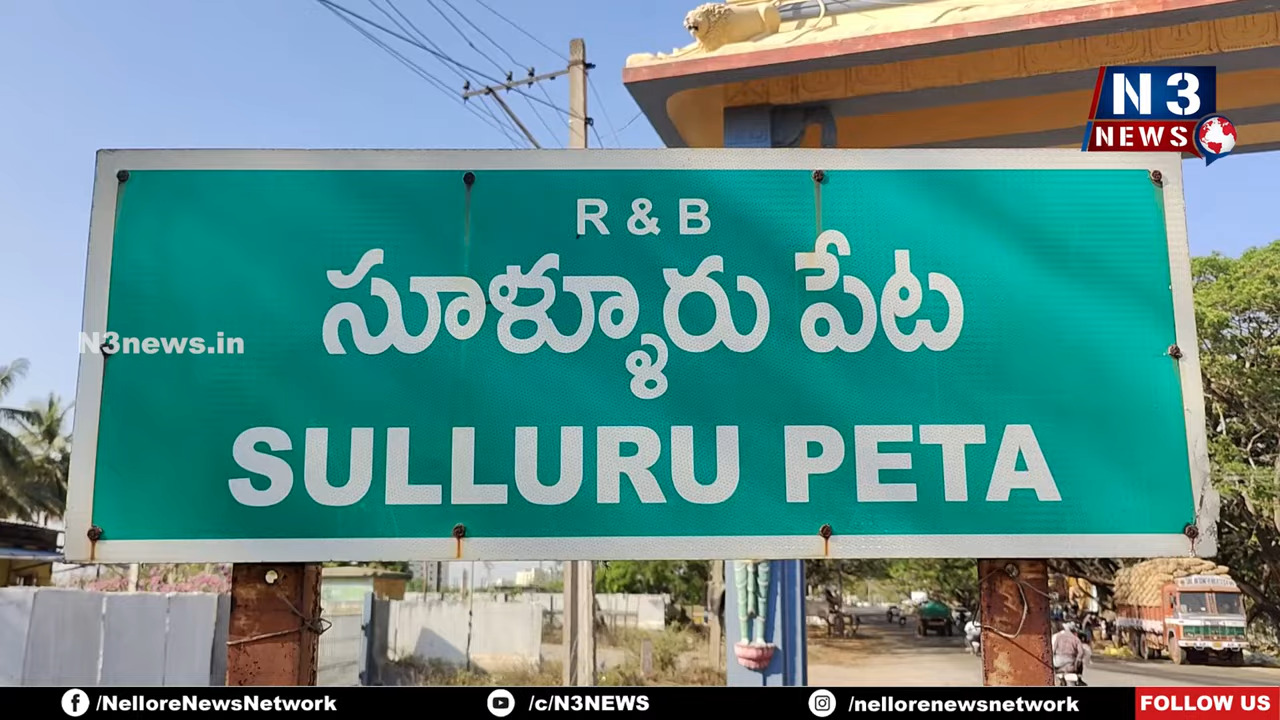 N3
NEWS
R & B
సూళ్ళూరు పేట
N3news.in
SULLURU PETA
/NelloreNewsNetwork
/c/N3NEWS
/nellorenewsnetwork
FOLLOW US